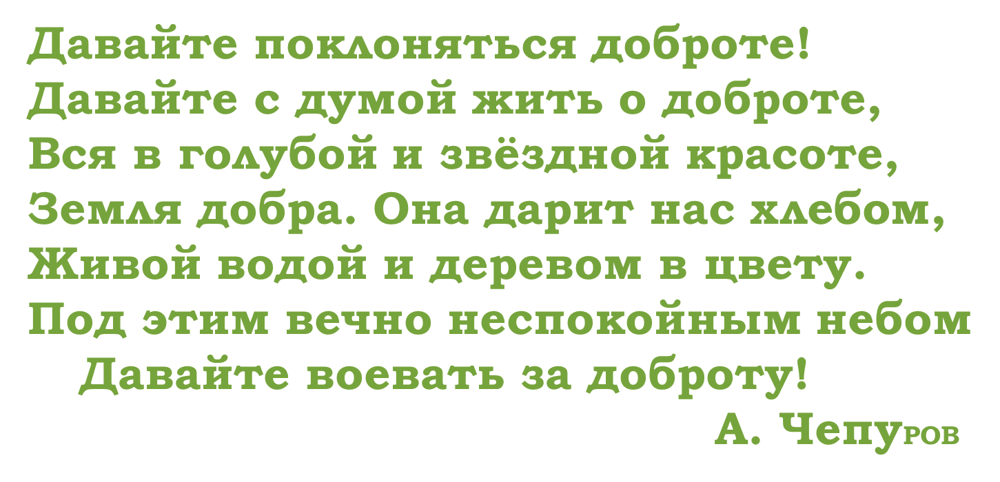 Давайте поклоняться доброте!
Давайте с думой жить о доброте,
Вся в голубой и звёздной красоте,
Земля добра. Она дарит нас хлебом,
Живой водой и деревом в цвету.
Под этим вечно неспокойным небом
Давайте воевать за доброту!
А. Чепуров